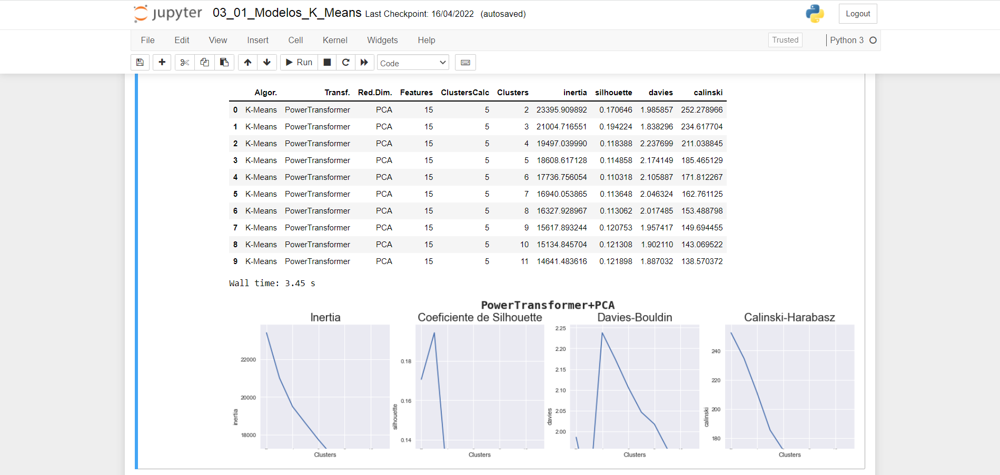 jupyter 03_01_Modelos_K_Means Last Checkpoint: 16/04/2022 (autosaved) Logout
File Edit View Insert Cell Kernel Widgets Help Trusted Python 3
Run Code
Algor. Transf. Red.Dim. Features ClustersCalc Clusters inertia silhouette davies calinski
0 K-Means PowerTransformer PCA 15 5 2 23395.909892 0.170646 1.985857 252.278966
1 K-Means PowerTransformer PCA 15 5 3 21004.716551 0.194224 1.838296 234.617704
2 K-Means PowerTransformer PCA 15 5 4 19497.039990 0.118388 2.237699 211.038845
3 K-Means PowerTransformer PCA 15 5 5 18608.617128 0.114858 2.174149 185.465129
4 K-Means PowerTransformer PCA 15 5 6 17736.756054 0.110318 2.105887 171.812267
5 K-Means PowerTransformer PCA 15 5 7 16940.053865 0.113648 2.046324 162.761125
6 K-Means PowerTransformer PCA 15 5 8 16327.928967 0.113062 2.017485 153.488798
7 K-Means PowerTransformer PCA 15 5 9 15617.893244 0.120753 1.957417 149.694455
8 K-Means PowerTransformer PCA 15 5 10 15134.845704 0.121308 1.902110 143.069522
9 K-Means PowerTransformer PCA 15 5 11 14641.483616 0.121898 1.887032 138.570372
Wall time: 3.45 s
PowerTransformer+PCA
Inertia
22000
20000
18000
inertia
Clusters
Coeficiente de Silhouette
0.18
0.16
0.14
silhouette
Clusters
Davies-Bouldin
2.25
2.20
2.15
2.10
2.05
2.00
davies
Clusters
Calinski-Harabasz
240
220
200
180
calinski
Clusters